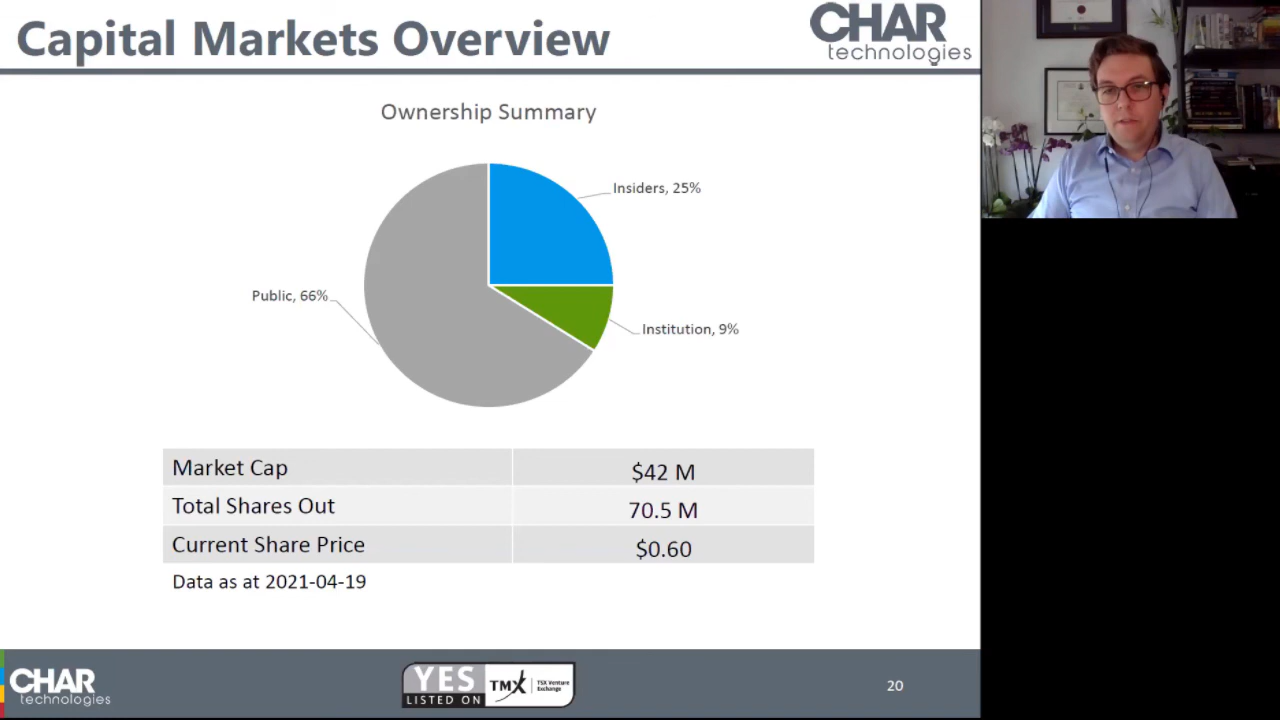 Capital Markets Overview
CHAR
technologies
Ownership Summary
Insiders, 25%
Public, 66%
Institution, 9%
Market Cap $42 M
Total Shares Out 70.5 M
Current Share Price $0.60
Data as at 2021-04-19
CHAR
technologies
YES
LISTED ON
TMX
TSX Venture
Exchange
20